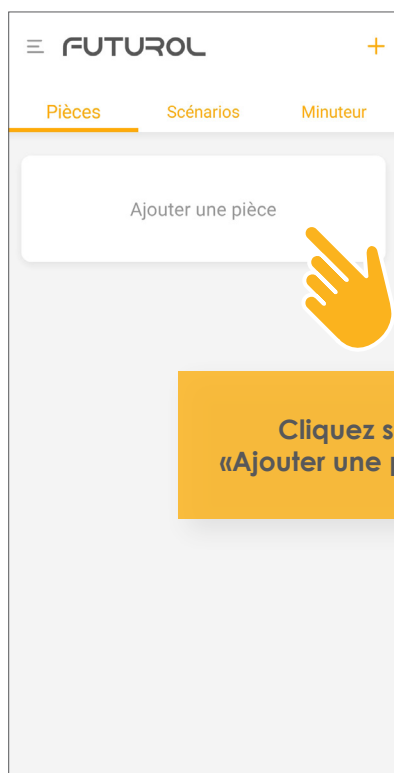 FUTUROL
Pièces Scénarios Minuteur
Ajouter une pièce
Cliquez s
«Ajouter une